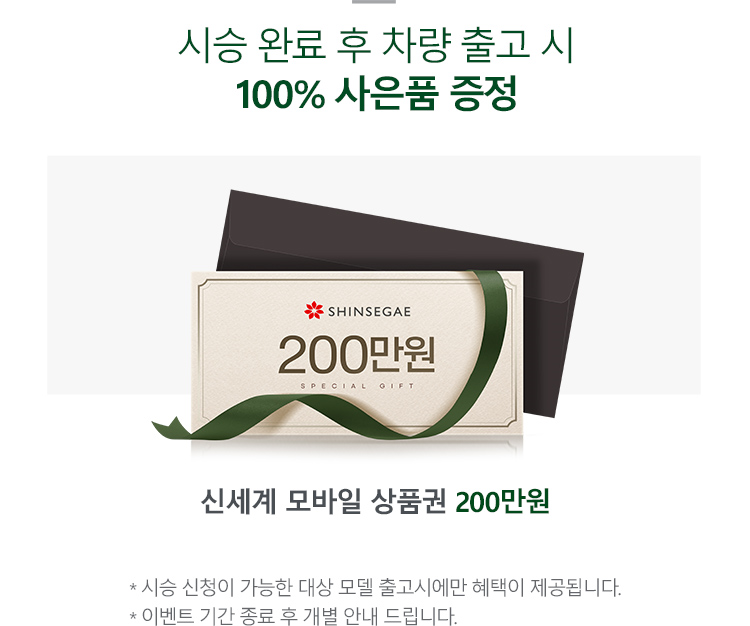 시승 완료 후 차량 출고 시
100% 사은품 증정
SHINSEGAE
200만원
SPECIAL GIFT
신세계 모바일 상품권 200만원
* 시승 신청이 가능한 대상 모델 출고시에만 혜택이 제공됩니다.
* 이벤트 기간 종료 후 개별 안내 드립니다.